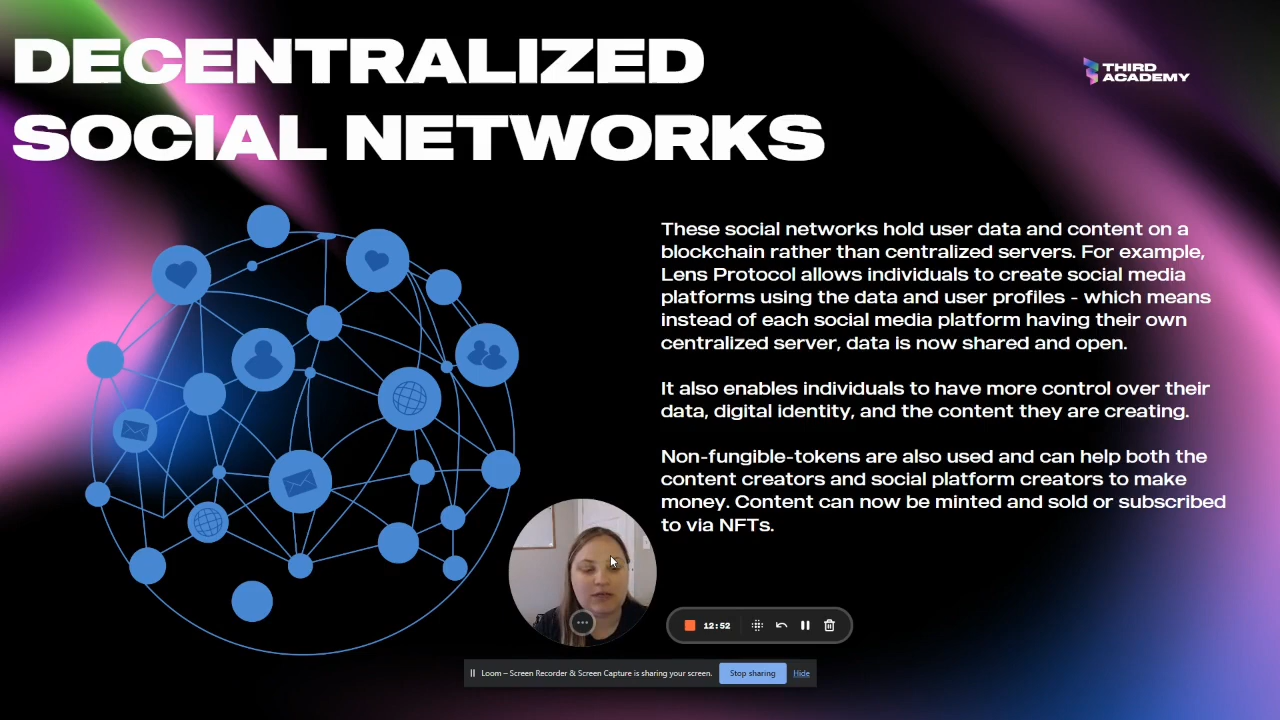 DECENTRALIZED
SOCIAL NETWORKS
THIRD
ACADEMY
These social networks hold user data and content on a
blockchain rather than centralized servers. For example,
Lens Protocol allows individuals to create social media
platforms using the data and user profiles - which means
instead of each social media platform having their own
centralized server, data is now shared and open.
It also enables individuals to have more control over their
data, digital identity, and the content they are creating.
Non-fungible-tokens are also used and can help both the
content creators and social platform creators to make
money. Content can now be minted and sold or subscribed
to via NFTs.
12:52
Loom – Screen Recorder & Screen Capture is sharing your screen.
Stop sharing
Hide